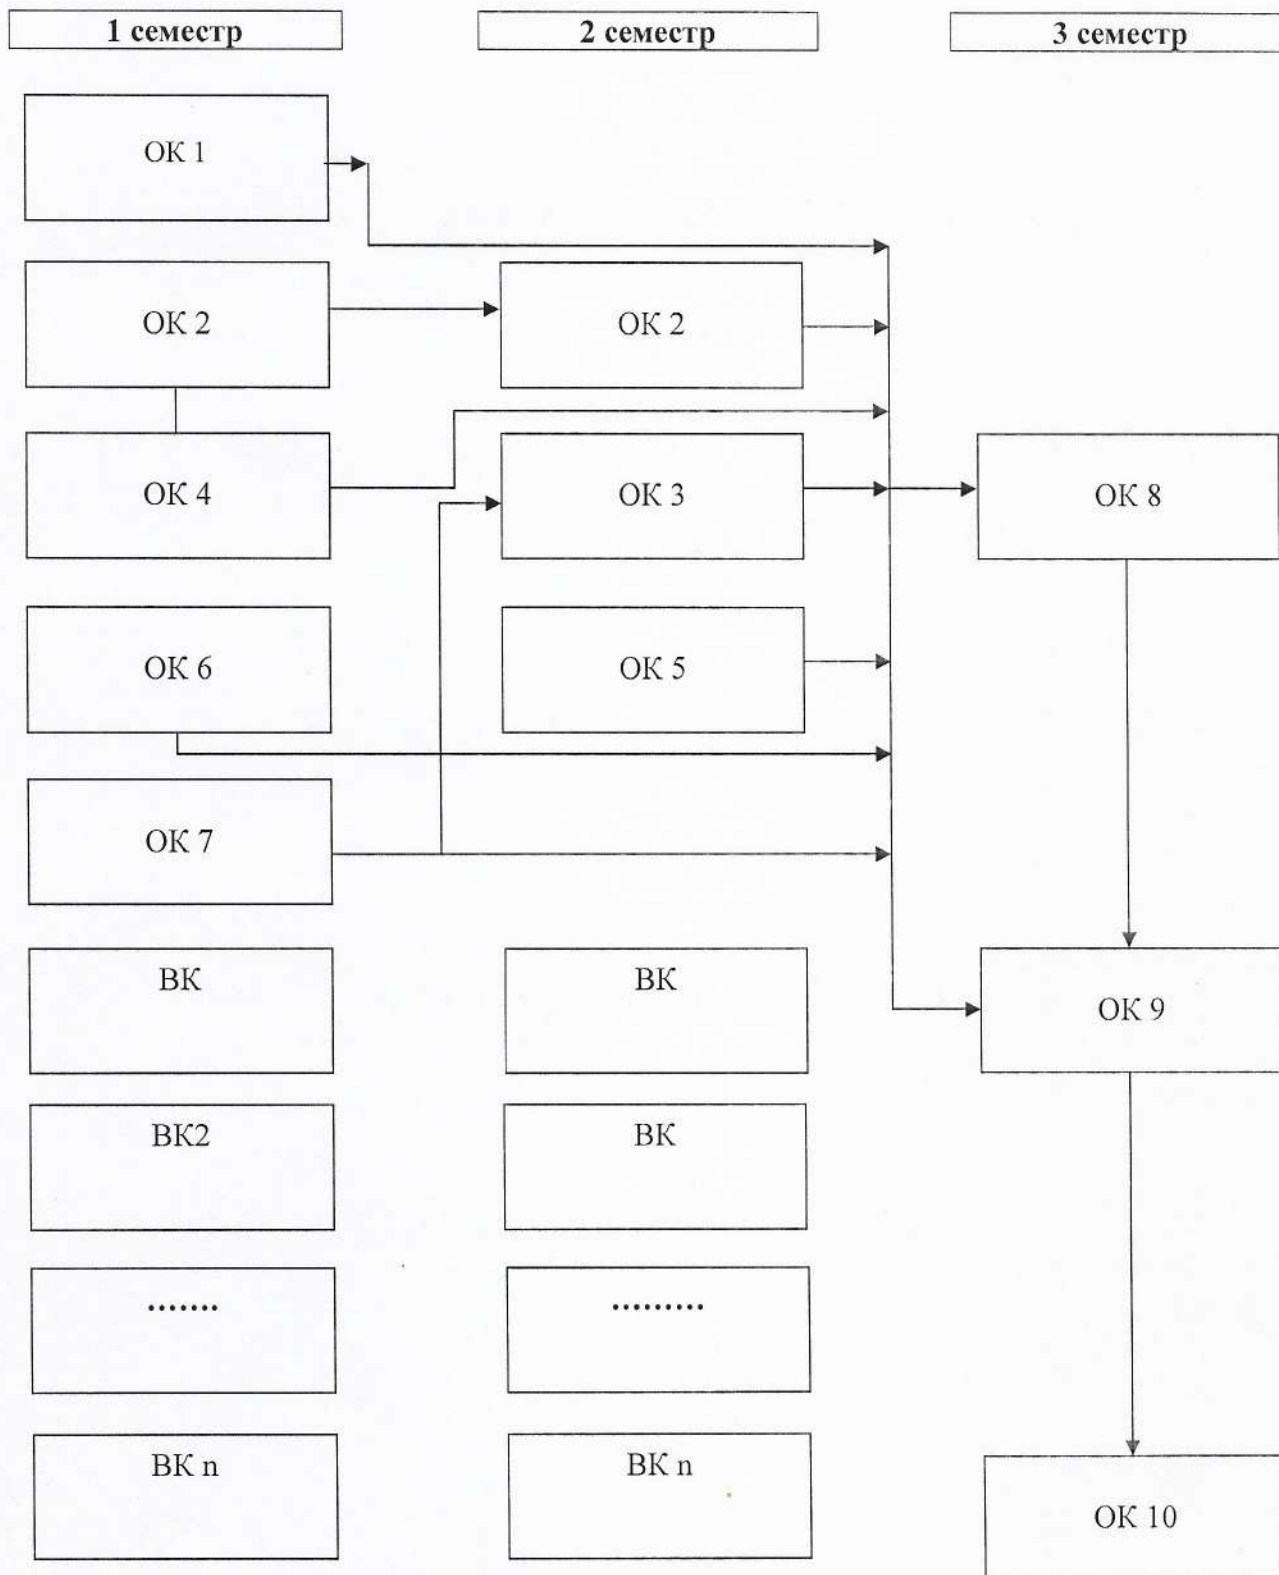 1 семестр
2 семестр
3 семестр
ОК 1
ОК 2
ОК 2
ОК 4
ОК 3
ОК 8
ОК 6
ОК 5
ОК 7
ВК
ВК
ОК 9
ВК2
ВК
.......
.........
ВК n
ВК n
ОК 10